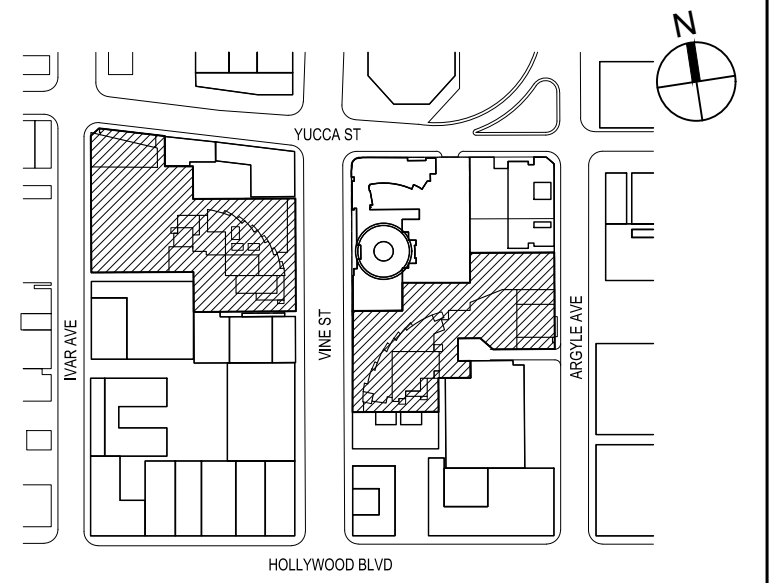 N
YUCCA ST
IVAR AVE
VINE ST
ARGYLE AVE
HOLLYWOOD BLVD